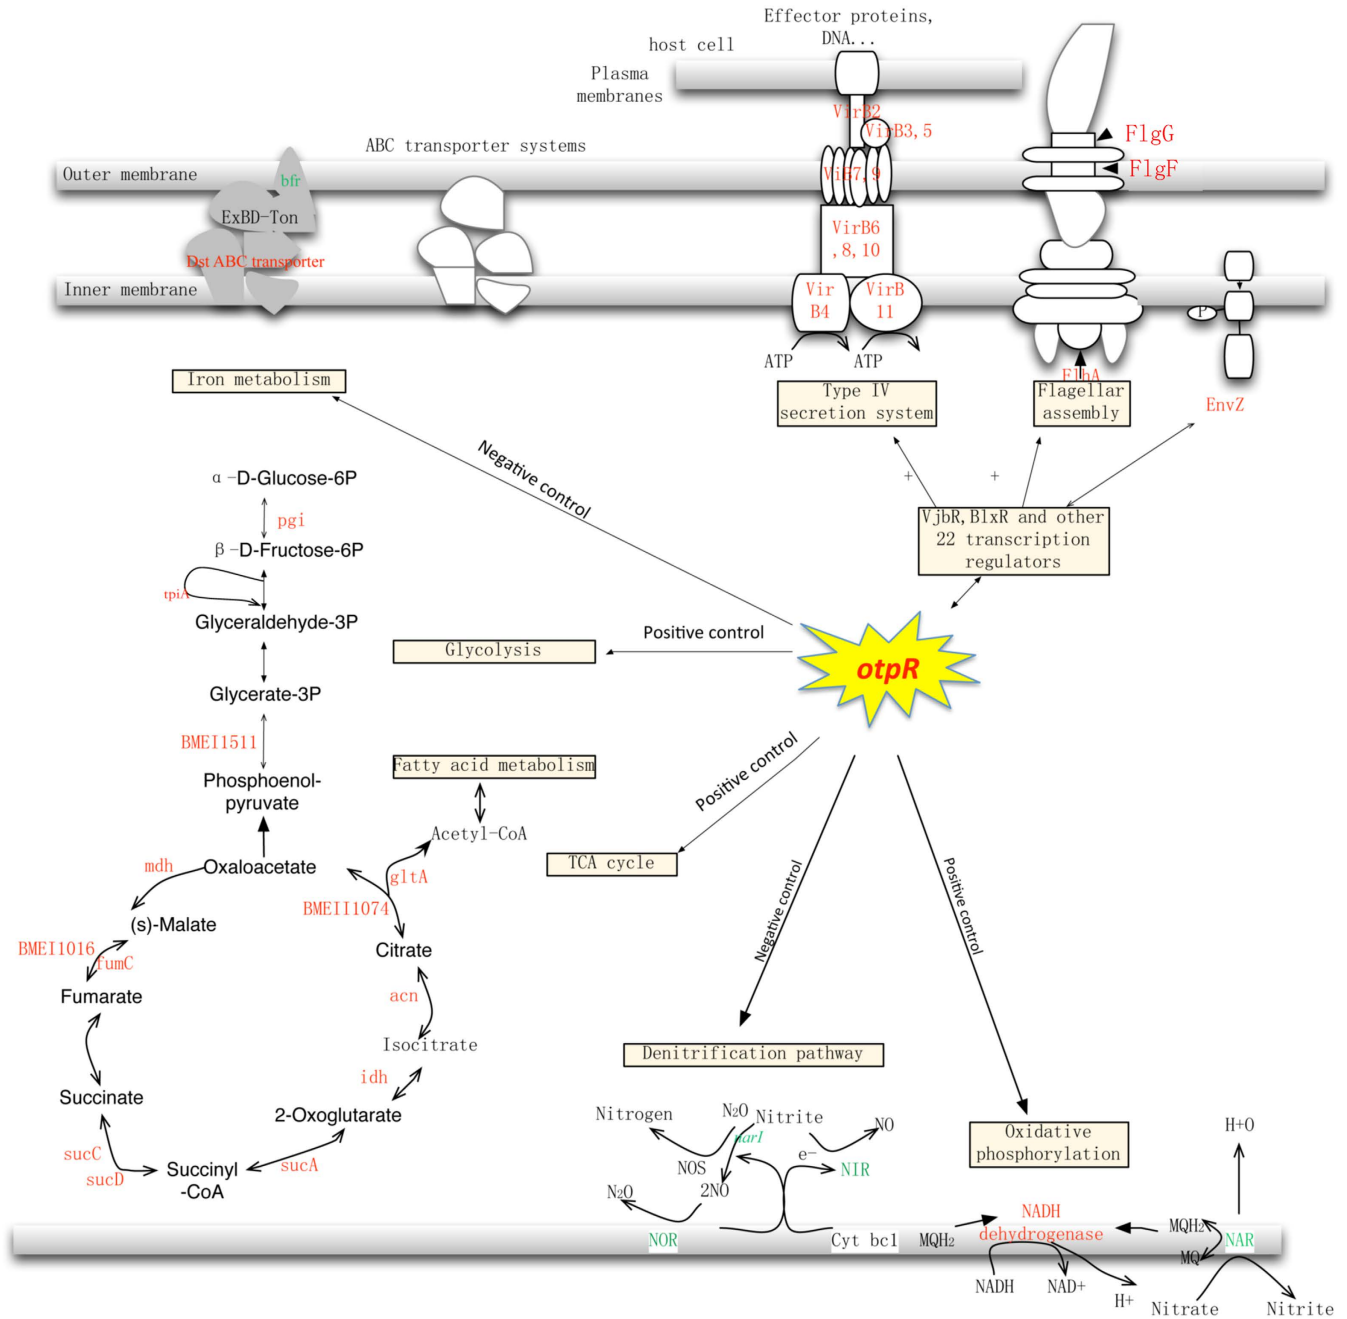 Effector proteins,
DNA...
host cell
Plasma
membranes
VirB2
VirB3,5
FlgG
FlgF
ABC transporter systems
Outer membrane
bfr
ExBD-Ton
Dst ABC transporter
Inner membrane
VirB6
,8,10
Vir
B4
VirB
11
P
ATP
ATP
FlhA
EnvZ
Iron metabolism
Type IV
secretion system
Flagellar
assembly
Negative control
+
+
α-D-Glucose-6P
pgi
β-D-Fructose-6P
tpiA
Glyceraldehyde-3P
Glycerate-3P
BMEI1511
Phosphoenol-
pyruvate
VjbR,BlxR and other
22 transcription
regulators
Positive control
Glycolysis
otpR
Positive control
Fatty acid metabolism
Acetyl-CoA
TCA cycle
mdh
Oxaloacetate
gltA
BMEII1074
(s)-Malate
BMEI1016
fumC
Citrate
Fumarate
acn
Isocitrate
idh
Succinate
2-Oxoglutarate
sucC
sucD
Succinyl
-CoA
sucA
Negative control
Positive control
Denitrification pathway
Oxidative
phosphorylation
Nitrogen
N2O
Nitrite
NO
narI
NOS
e-
NIR
N2O
2NO
H+O
NOR
Cyt bc1
MQH2
NADH
dehydrogenase
MQH2
NAR
MQ
NADH
NAD+
H+
Nitrate
Nitrite